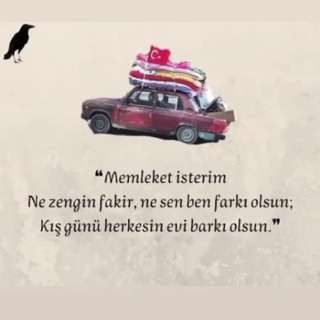 ❝Memleket isterim
Ne zengin fakir, ne sen ben farkı olsun;
Kış günü herkesin evi barkı olsun.❞